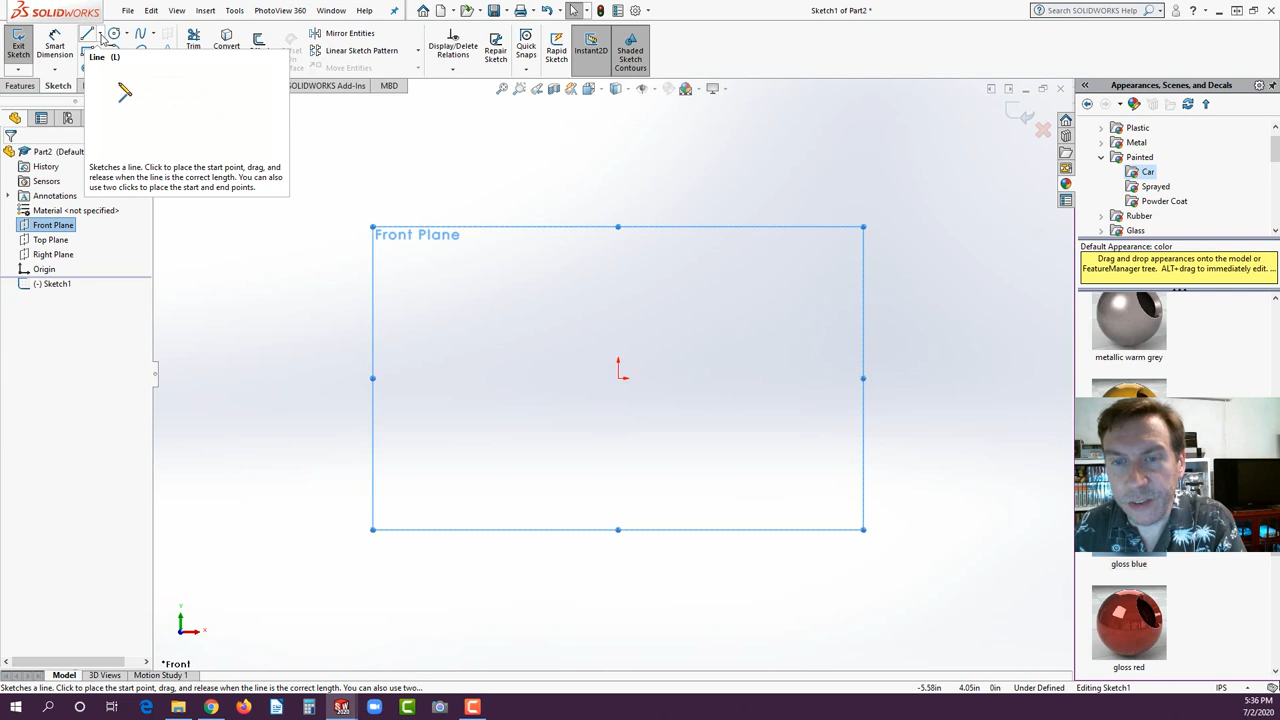 SOLIDWORKS
File
Edit
View
Insert
Tools
PhotoView 360
Window
Help
Sketch1 of Part2 *
Search SOLIDWORKS Help
Exit
Sketch
Smart
Dimension
Trim
Convert
Mirror Entities
Linear Sketch Pattern
Move Entities
Display/Delete
Relations
Repair
Sketch
Quick
Snaps
Rapid
Sketch
Instant2D
Shaded
Sketch
Contours
Line (L)
Sketches a line. Click to place the start point, drag, and
release when the line is the correct length. You can also
use two clicks to place the start and end points.
Features
Sketch
SOLIDWORKS Add-Ins
MBD
Part2 (Default
History
Sensors
Annotations
Material <not specified>
Front Plane
Top Plane
Right Plane
Origin
(-) Sketch1
Front Plane
Y
X
*Front
Appearances, Scenes, and Decals
Plastic
Metal
Painted
Car
Sprayed
Powder Coat
Rubber
Glass
Default Appearance: color
Drag and drop appearances onto the model or
FeatureManager tree. ALT+drag to immediately edit. ...
metallic warm grey
gloss blue
gloss red
Model
3D Views
Motion Study 1
Sketches a line. Click to place the start point, drag, and release when the line is the correct length. You can also use two...
-5.58in
4.05in
0in
Under Defined
Editing Sketch1
IPS
SW
2020
5:36 PM
7/2/2020